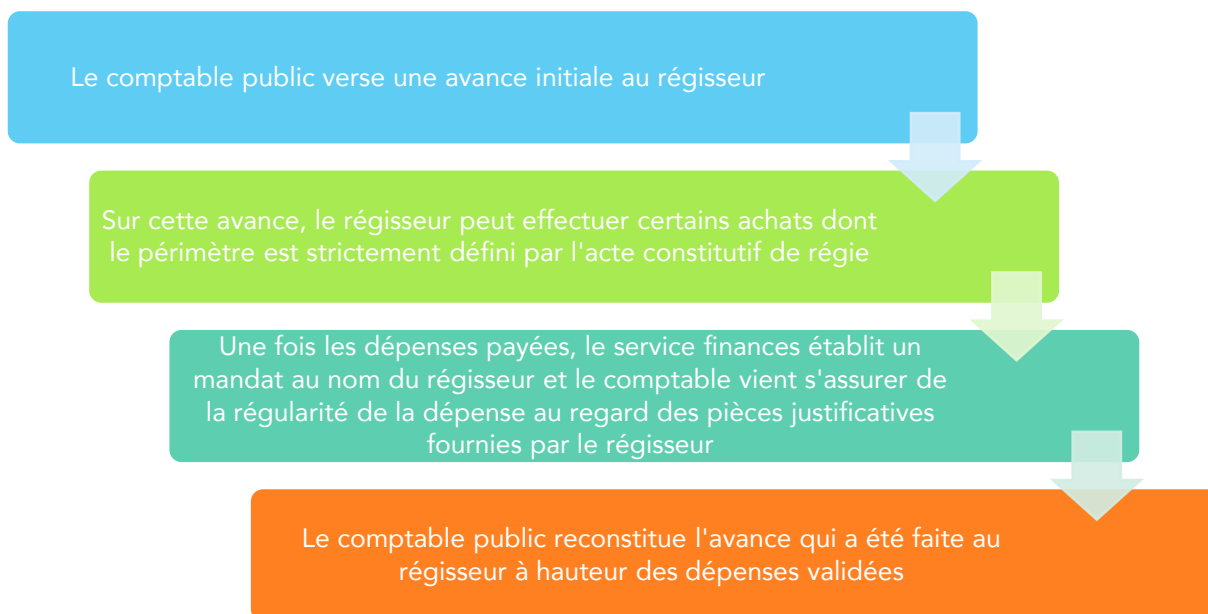 Le comptable public verse une avance initiale au régisseur
Sur cette avance, le régisseur peut effectuer certains achats dont
le périmètre est strictement défini par l'acte constitutif de régie
Une fois les dépenses payées, le service finances établit un
mandat au nom du régisseur et le comptable vient s'assurer de
la régularité de la dépense au regard des pièces justificatives
fournies par le régisseur
Le comptable public reconstitue l'avance qui a été faite au
régisseur à hauteur des dépenses validées